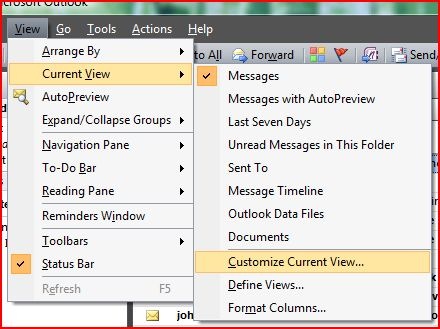 crosoft Outlook
View Go Tools Actions Help
to All Forward Send/
Arrange By
Current View
AutoPreview
Expand/Collapse Groups
Navigation Pane
To-Do Bar
Reading Pane
Reminders Window
Toolbars
Status Bar
Refresh F5
Messages
Messages with AutoPreview
Last Seven Days
Unread Messages in This Folder
Sent To
Message Timeline
Outlook Data Files
Documents
Customize Current View...
Define Views...
Format Columns...
joh